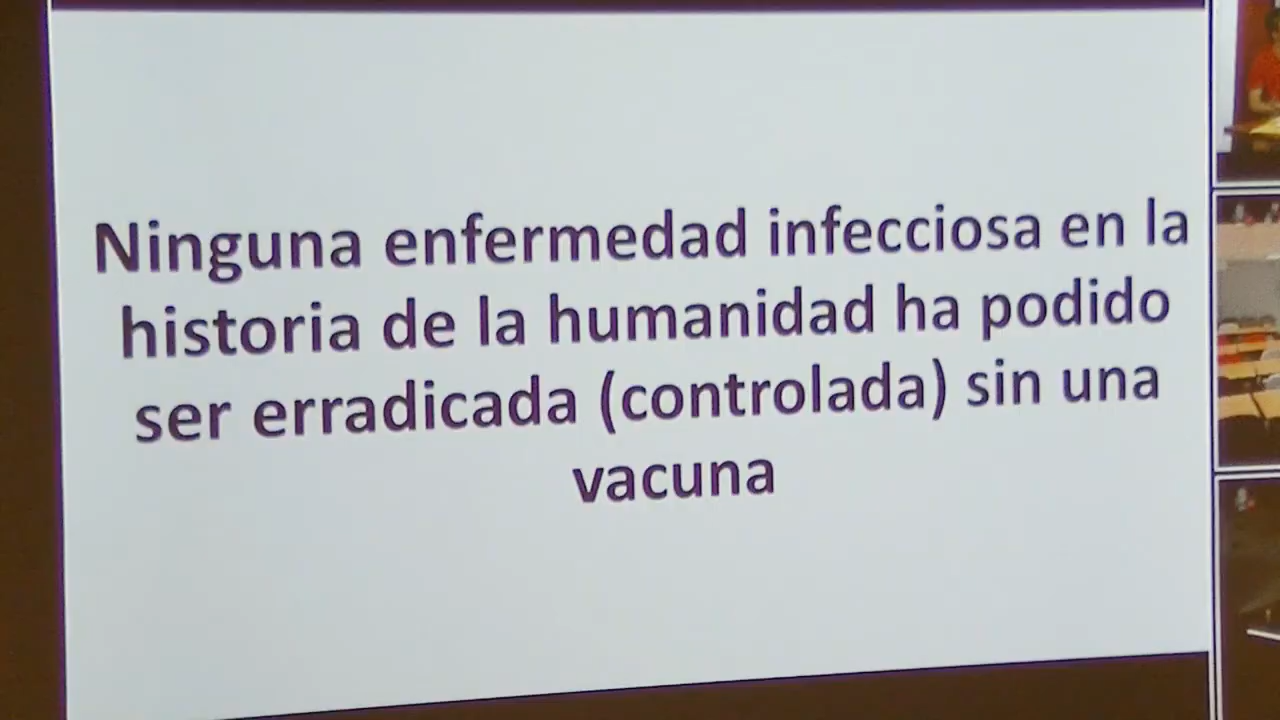 Ninguna enfermedad infecciosa en la
historia de la humanidad ha podido
ser erradicada (controlada) sin una
vacuna